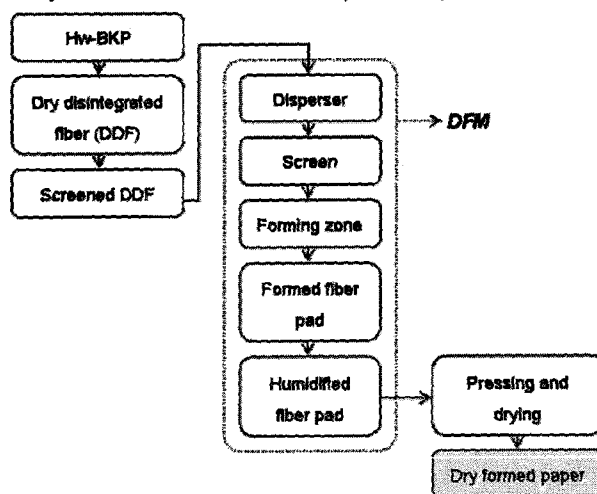 Hw-BKP
Dry disintegrated
fiber (DDF)
Screened DDF
Disperser
Screen
Forming zone
Formed fiber
pad
Humidified
fiber pad
DFM
Pressing and
drying
Dry formed paper